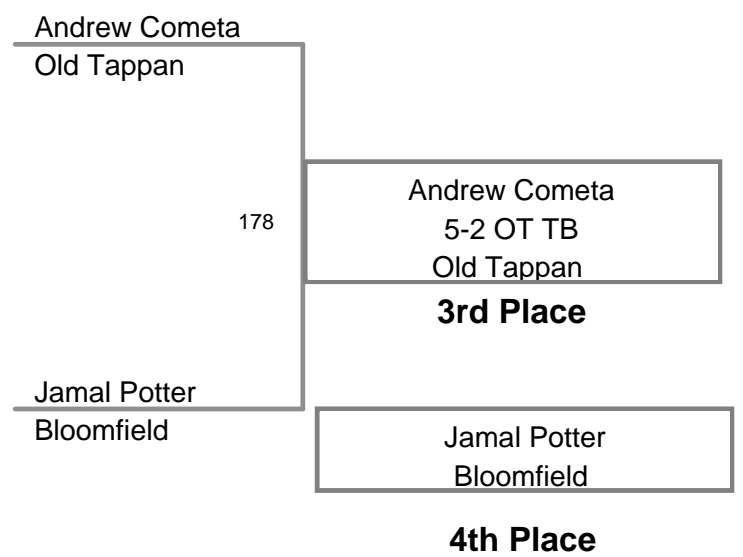 Andrew Cometa
Old Tappan
178
Andrew Cometa
5-2 OT TB
Old Tappan
3rd Place
Jamal Potter
Bloomfield
Jamal Potter
Bloomfield
4th Place